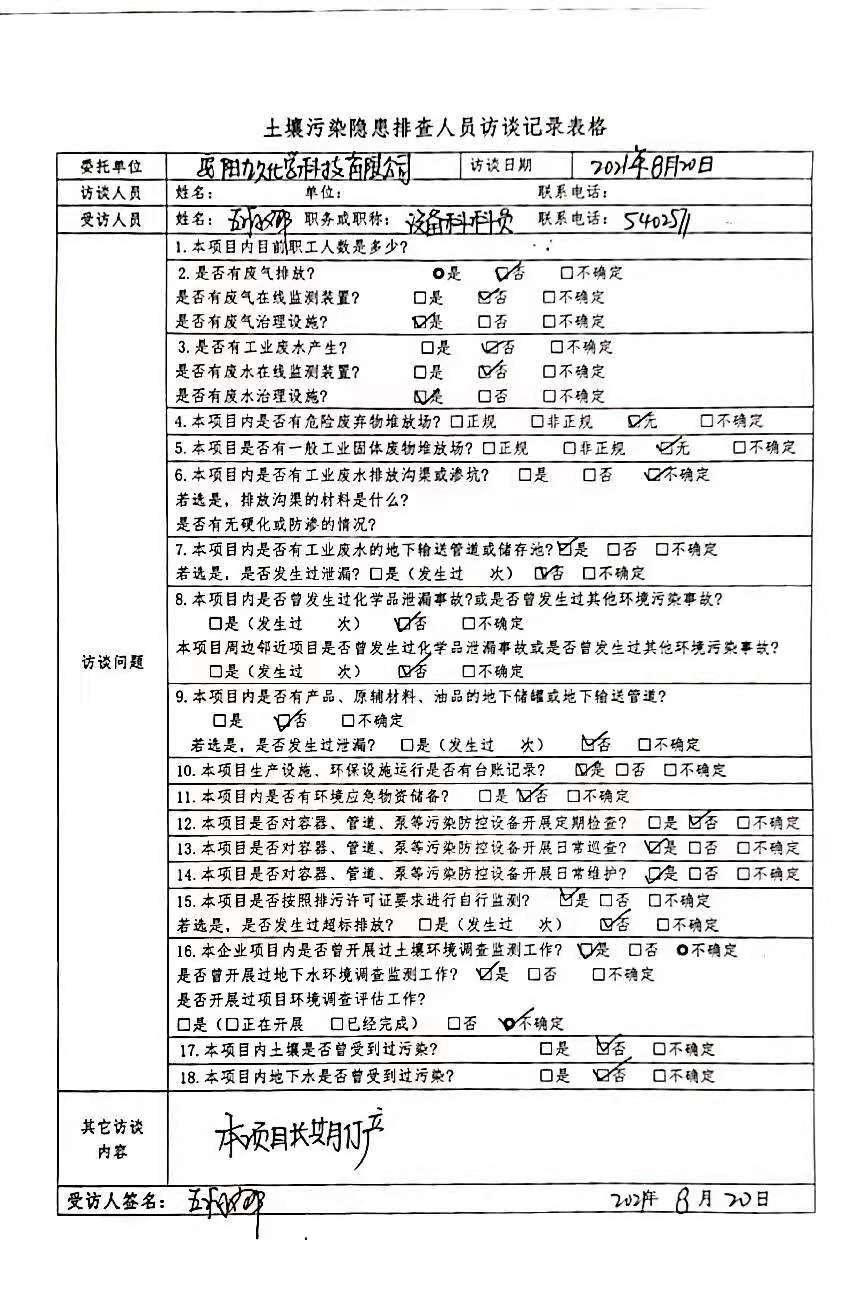 土壤污染隐患排查人员访谈记录表格
委托单位 阳力久化学科技有限公司 访谈日期 2021年8月20日
访谈人员 姓名: 单位: 联系电话:
受访人员 姓名: 职务或职称: 设备科科员 联系电话: 5402511
访谈问题
1.本项目内目前职工人数是多少?
2.是否有废气排放? 是 ☑否 □不确定
是否有废气在线监测装置? □是 ☑否 □不确定
是否有废气治理设施? ☑是 □否 □不确定
3.是否有工业废水产生? □是 ☑否 □不确定
是否有废水在线监测装置? □是 ☑否 □不确定
是否有废水治理设施? ☑是 □否 □不确定
4.本项目内是否有危险废弃物堆放场? □正规 □非正规 ☑无 □不确定
5.本项目是否有一般工业固体废物堆放场? □正规 □非正规 ☑无 □不确定
6.本项目内是否有工业废水排放沟渠或渗坑? □是 □否 ☑不确定
若选是,排放沟渠的材料是什么?
是否有无硬化或防渗的情况?
7.本项目内是否有工业废水的地下输送管道或储存池? ☑是 □否 □不确定
若选是,是否发生过泄漏? □是(发生过 次) ☑否 □不确定
8.本项目内是否曾发生过化学品泄漏事故?或是否曾发生过其他环境污染事故?
□是(发生过 次) ☑否 □不确定
本项目周边邻近项目是否曾发生过化学品泄漏事故或是否曾发生过其他环境污染事故?
□是(发生过 次) ☑否 □不确定
9.本项目内是否有产品、原辅材料、油品的地下储罐或地下输送管道?
□是 ☑否 □不确定
若选是,是否发生过泄漏? □是(发生过 次) ☑否 □不确定
10.本项目生产设施、环保设施运行是否有台账记录? ☑是 □否 □不确定
11.本项目内是否有环境应急物资储备? □是 ☑否 □不确定
12.本项目是否对容器、管道、泵等污染防控设备开展定期检查? □是 ☑否 □不确定
13.本项目是否对容器、管道、泵等污染防控设备开展日常巡查? ☑是 □否 □不确定
14.本项目是否对容器、管道、泵等污染防控设备开展日常维护? ☑是 □否 □不确定
15.本项目是否按照排污许可证要求进行自行监测? ☑是 □否 □不确定
若选是,是否发生过超标排放? □是(发生过 次) ☑否 □不确定
16.本企业项目内是否曾开展过土壤环境调查监测工作? ☑是 □否 不确定
是否曾开展过地下水环境调查监测工作? ☑是 □否 □不确定
是否开展过项目环境调查评估工作?
□是(□正在开展 □已经完成) □否 ☑不确定
17.本项目内土壤是否曾受到过污染? □是 ☑否 □不确定
18.本项目内地下水是否曾受到过污染? □是 ☑否 □不确定
其它访谈
内容
本项目长期停产
受访人签名: 2021年 8月20日